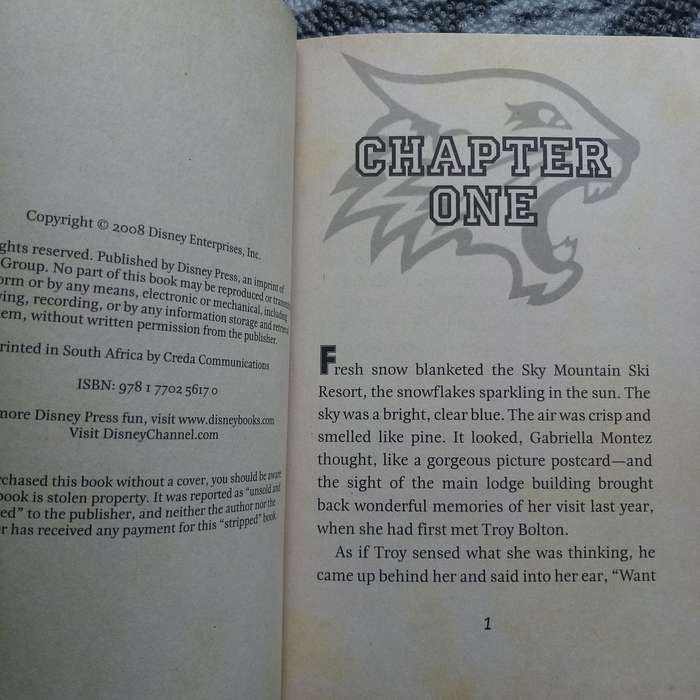 Copyright © 2008 Disney Enterprises, Inc.
ghts reserved. Published by Disney Press, an imprint of
Group. No part of this book may be reproduced or
orm or by any means, electronic or mechanical, including
ying, recording, or by any information storage and
em, without written permission from the publisher.
rinted in South Africa by Creda Communications
ISBN: 978 1 7702 5617 0
more Disney Press fun, visit www.disneybooks.com
Visit DisneyChannel.com
rchased this book without a cover, you should be aware
book is stolen property. It was reported as "unsold and
ed" to the publisher, and neither the author nor the
er has received any payment for this "stripped" book.
CHAPTER
ONE
Fresh snow blanketed the Sky Mountain Ski
Resort, the snowflakes sparkling in the sun. The
sky was a bright, clear blue. The air was crisp and
smelled like pine. It looked, Gabriella Montez
thought, like a gorgeous picture postcard—and
the sight of the main lodge building brought
back wonderful memories of her visit last year,
when she had first met Troy Bolton.
As if Troy sensed what she was thinking, he
came up behind her and said into her ear, "Want
1